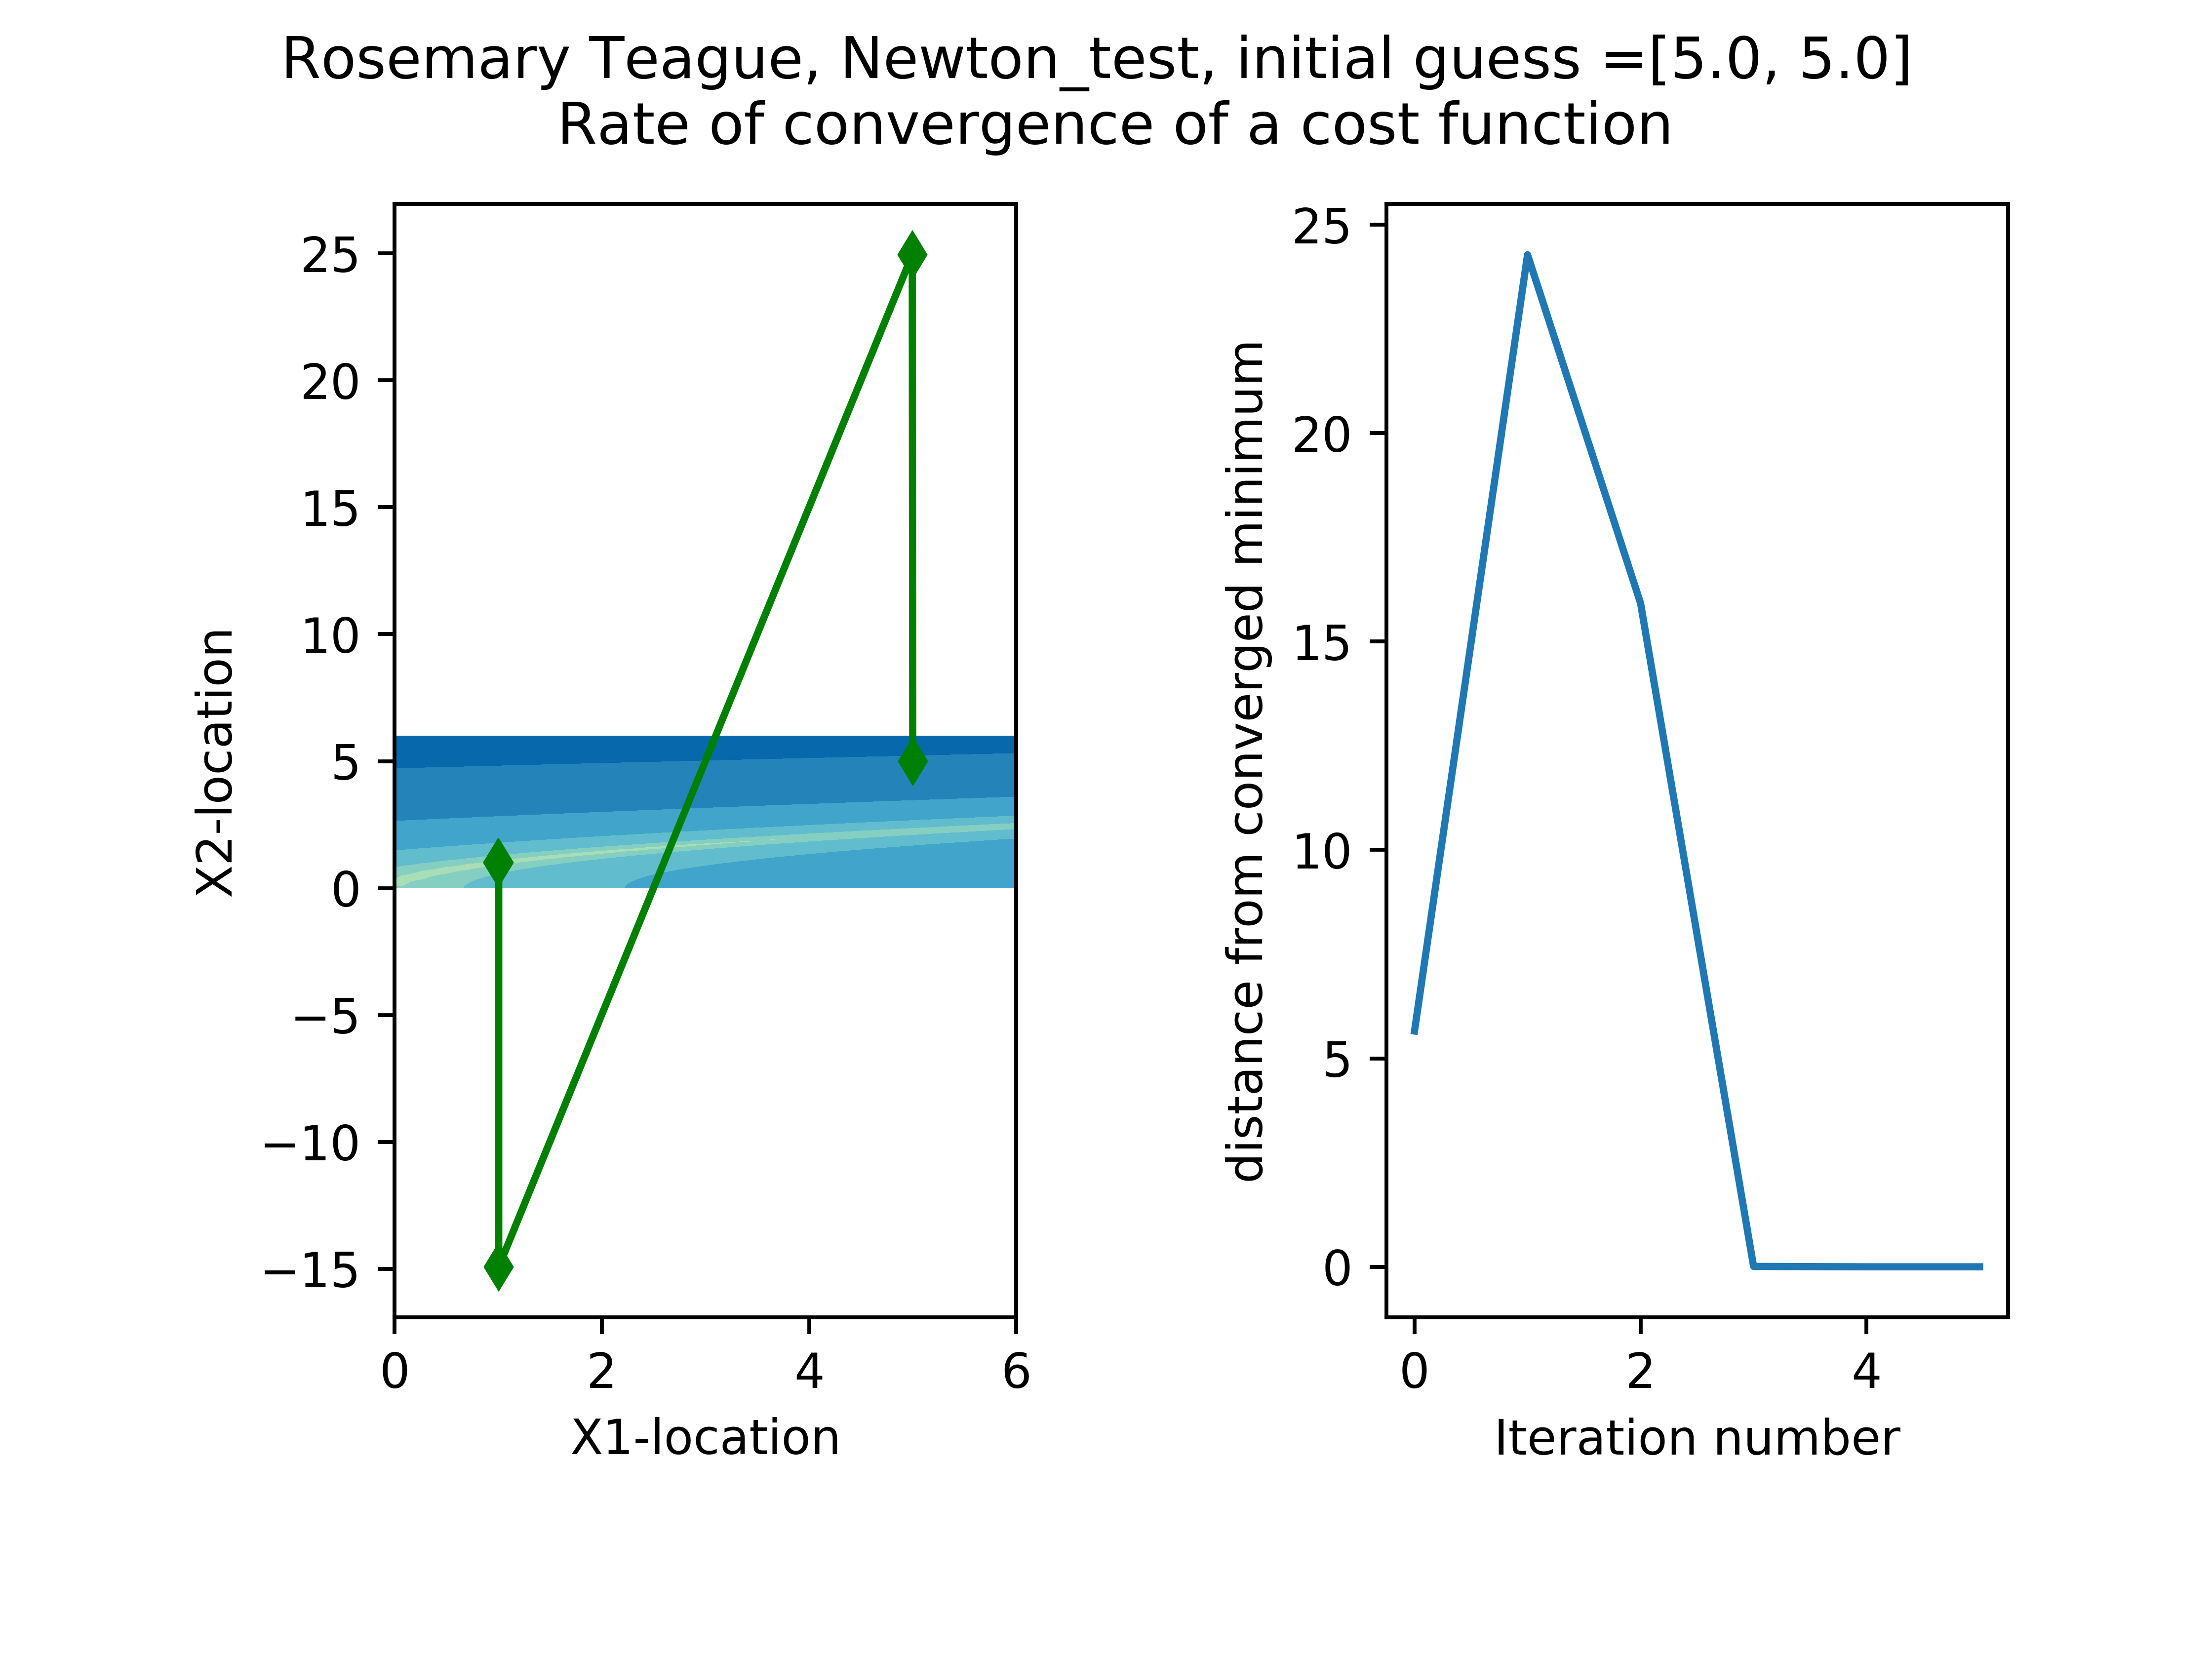 Rosemary Teague, Newton_test, initial guess =[5.0, 5.0]
Rate of convergence of a cost function
25
20
15
10
5
0
−5
−10
−15
X2-location
0 2 4 6
X1-location
25
20
15
10
5
0
distance from converged minimum
0 2 4
Iteration number